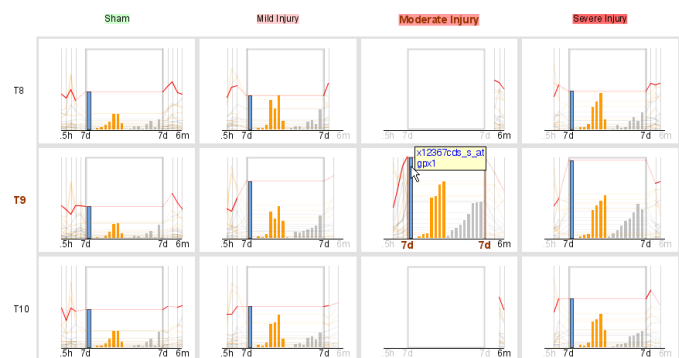 Sham Mild Injury Moderate Injury Severe Injury
T8
.5h 7d 7d 6m .5h 7d 7d 6m .5h 7d 7d 6m .5h 7d 7d 6m
x12367cds_s_at
gpx1
T9
.5h 7d 7d 6m .5h 7d 7d 6m .5h 7d 7d 6m .5h 7d 7d 6m
T10
.5h 7d 7d 6m .5h 7d 7d 6m .5h 7d 7d 6m .5h 7d 7d 6m